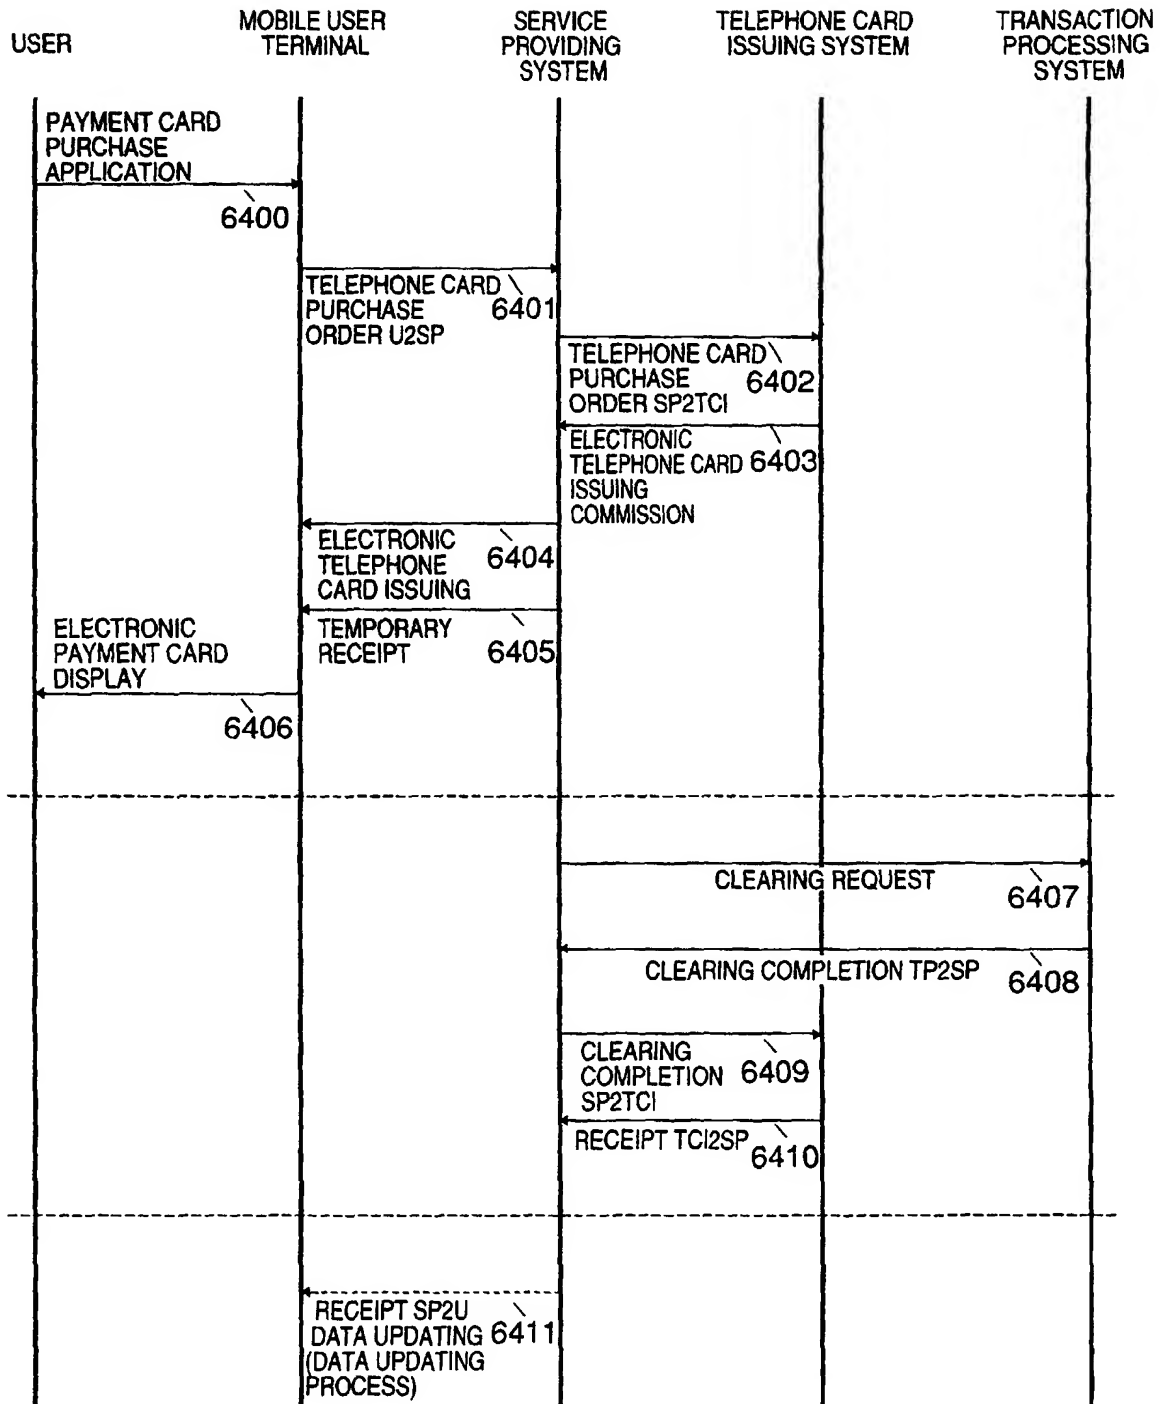 USER
MOBILE USER
TERMINAL
SERVICE
PROVIDING
SYSTEM
TELEPHONE CARD
ISSUING SYSTEM
TRANSACTION
PROCESSING
SYSTEM
PAYMENT CARD
PURCHASE
APPLICATION
6400
TELEPHONE CARD
PURCHASE
ORDER U2SP
6401
TELEPHONE CARD
PURCHASE
ORDER SP2TCI
6402
ELECTRONIC
TELEPHONE CARD
ISSUING
COMMISSION
6403
ELECTRONIC
TELEPHONE
CARD ISSUING
6404
TEMPORARY
RECEIPT
6405
ELECTRONIC
PAYMENT CARD
DISPLAY
6406
CLEARING REQUEST
6407
CLEARING COMPLETION TP2SP
6408
CLEARING
COMPLETION
SP2TCI
6409
RECEIPT TCI2SP
6410
RECEIPT SP2U
DATA UPDATING
(DATA UPDATING
PROCESS)
6411